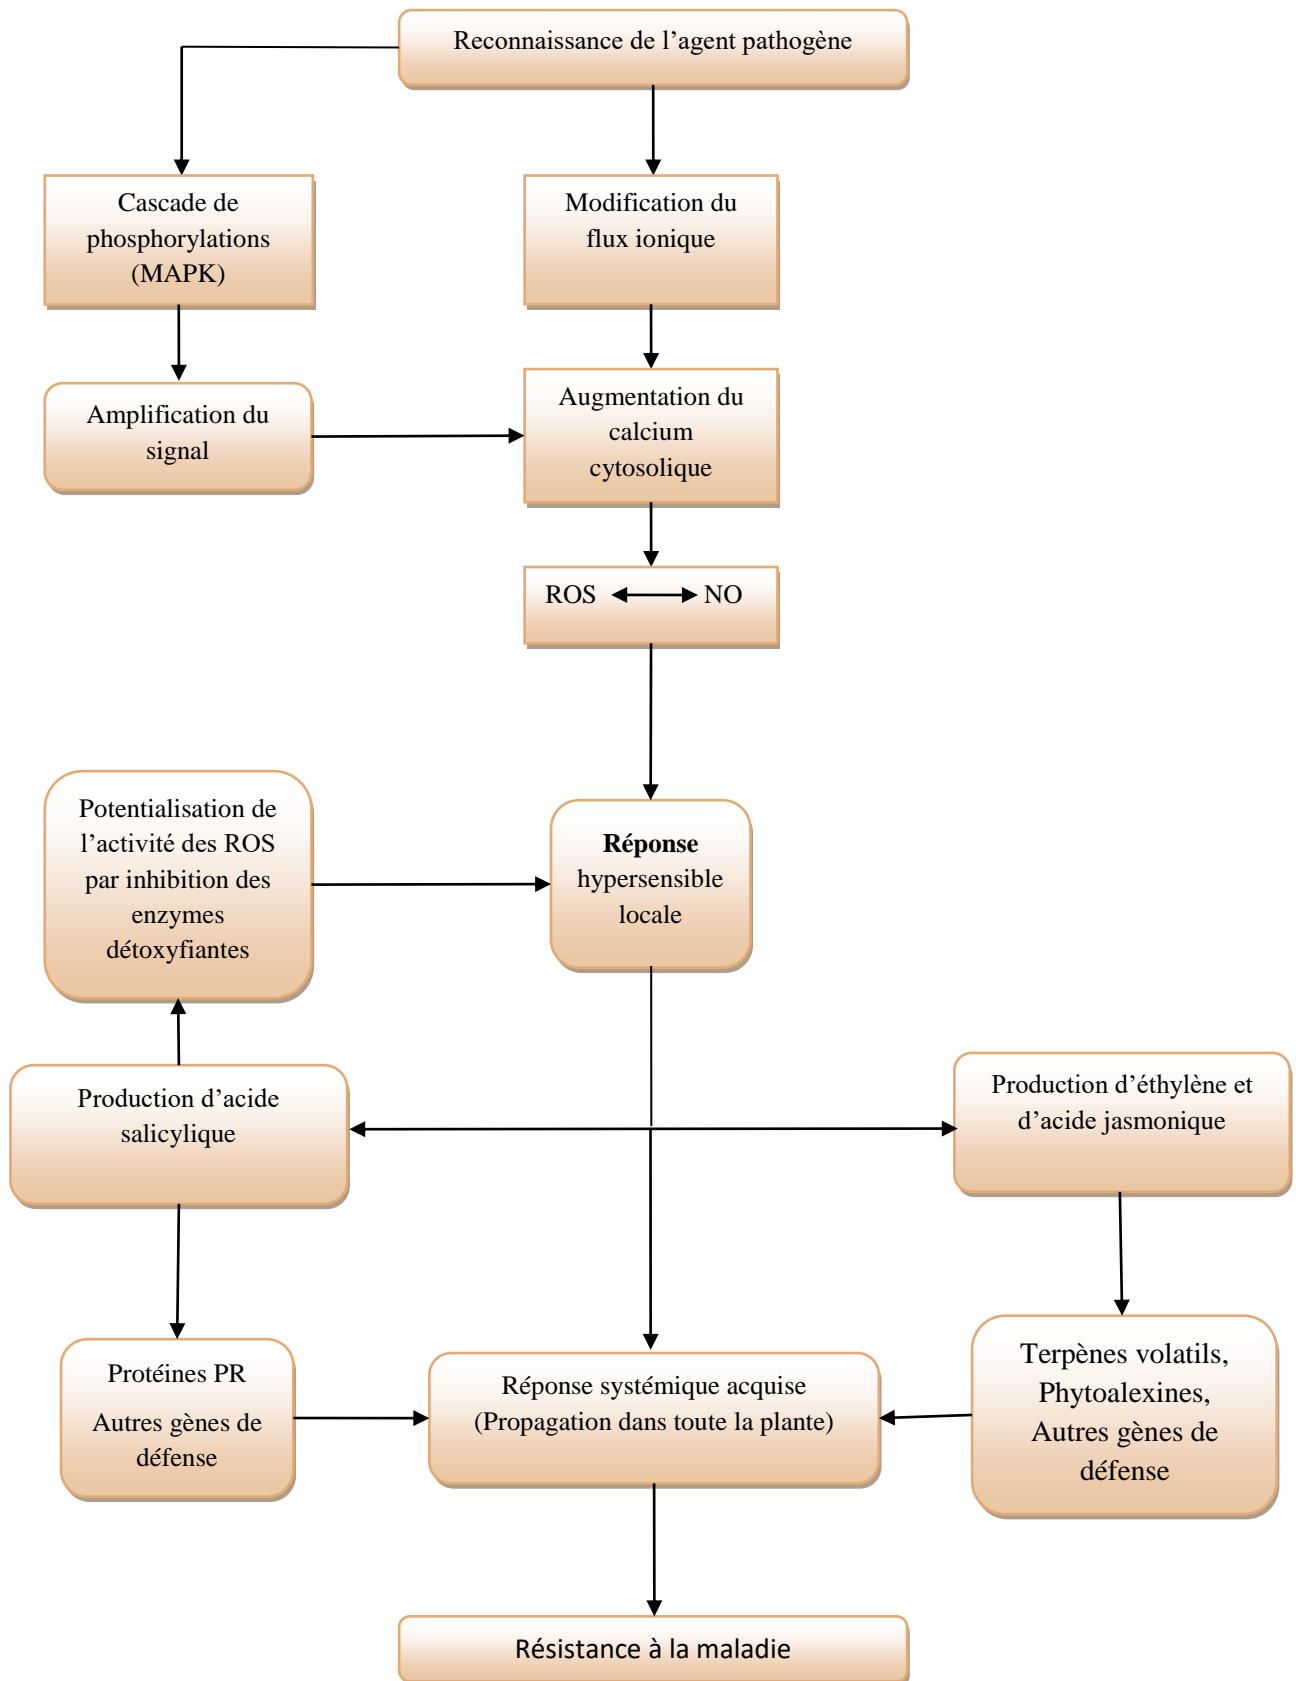 Reconnaissance de l'agent pathogène
Cascade de
phosphorylations
(MAPK)
Modification du
flux ionique
Amplification du
signal
Augmentation du
calcium
cytosolique
ROS NO
Potentialisation de
l'activité des ROS
par inhibition des
enzymes
détoxyfiantes
Réponse
hypersensible
locale
Production d'acide
salicylique
Production d'éthylène et
d'acide jasmonique
Protéines PR
Autres gènes de
défense
Réponse systémique acquise
(Propagation dans toute la plante)
Terpènes volatils,
Phytoalexines,
Autres gènes de
défense
Résistance à la maladie